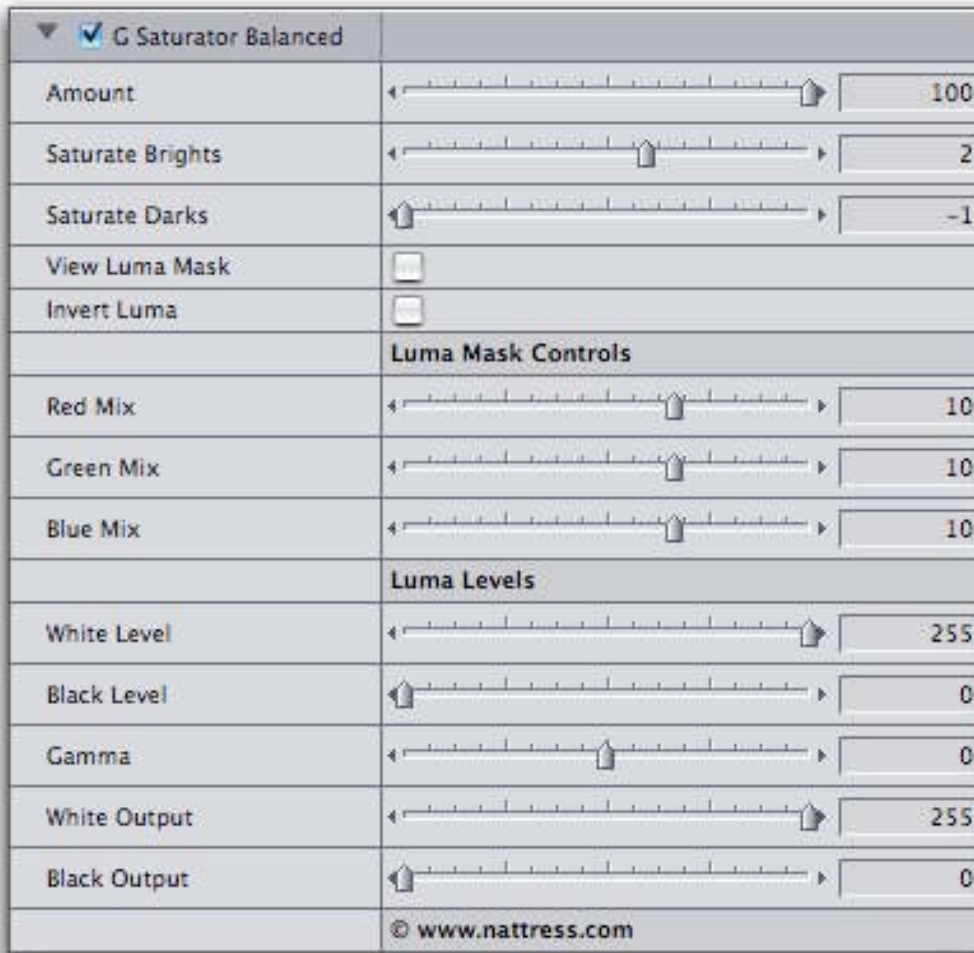 G Saturator Balanced
Amount 100
Saturate Brights 2
Saturate Darks -1
View Luma Mask
Invert Luma
Luma Mask Controls
Red Mix 10
Green Mix 10
Blue Mix 10
Luma Levels
White Level 255
Black Level 0
Gamma 0
White Output 255
Black Output 0
© www.nattress.com